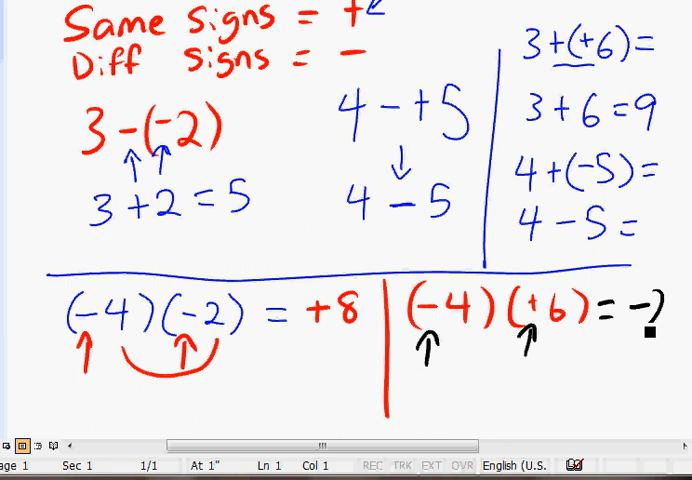 Same signs = +
Diff signs = -
3 -(-2)
3 + 2 = 5
4 - +5
4 - 5
3 +(+6)=
3 + 6 = 9
4 +(-5)=
4 - 5 =
(-4)(-2) = +8
(-4)(+6) = -?
age 1 Sec 1 1/1 At 1" Ln 1 Col 1 REC TRK EXT OVR English (U.S.